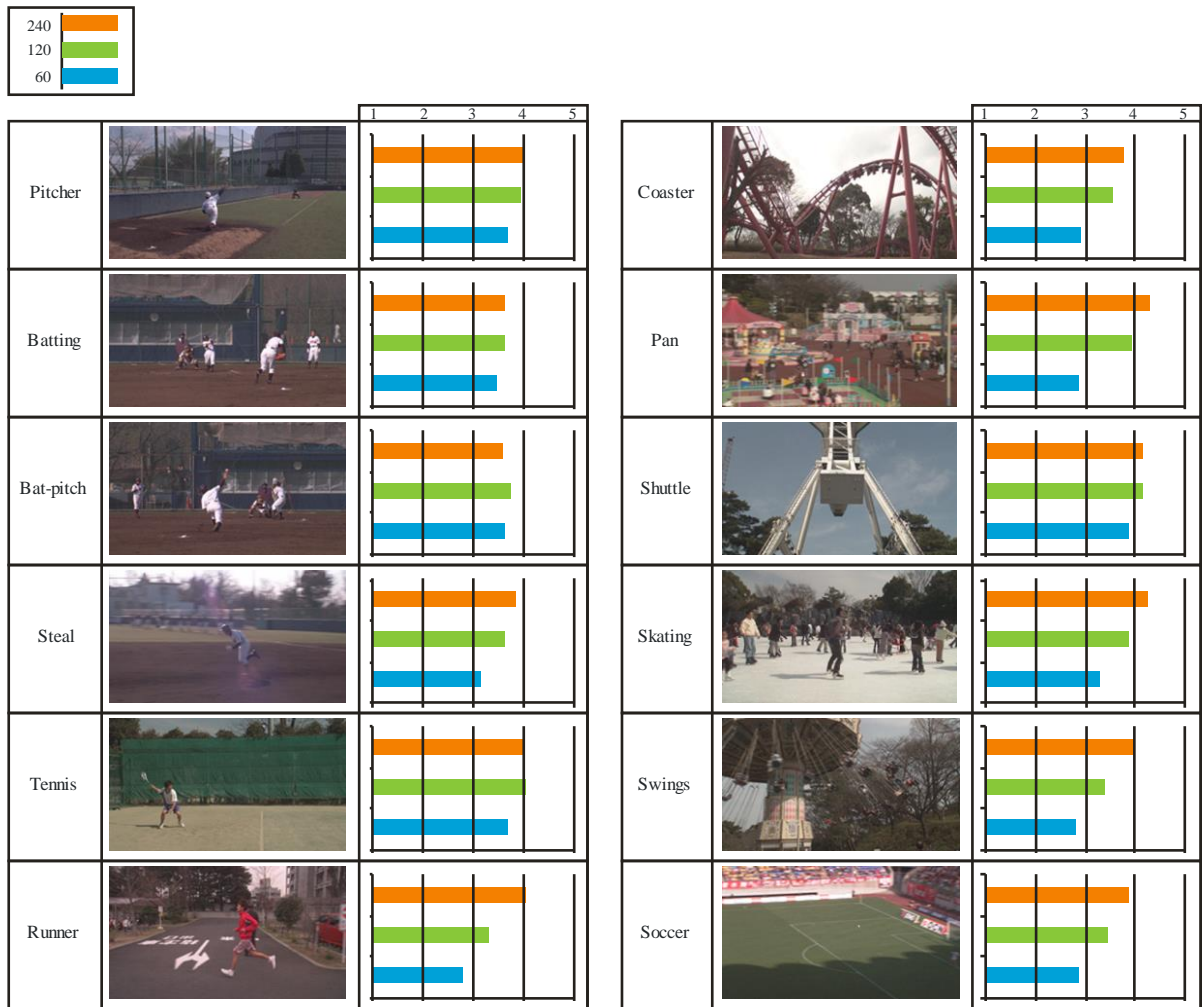 240
120
60
1 2 3 4 5
Pitcher
Batting
Bat-pitch
Steal
Tennis
Runner
1 2 3 4 5
Coaster
Pan
Shuttle
Skating
Swings
Soccer